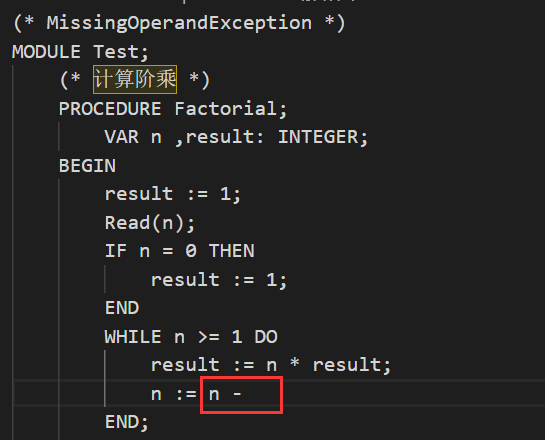 (* MissingOperandException *)
MODULE Test;
(* 计算阶乘 *)
PROCEDURE Factorial;
VAR n ,result: INTEGER;
BEGIN
result := 1;
Read(n);
IF n = 0 THEN
result := 1;
END
WHILE n >= 1 DO
result := n * result;
n := n -
END;